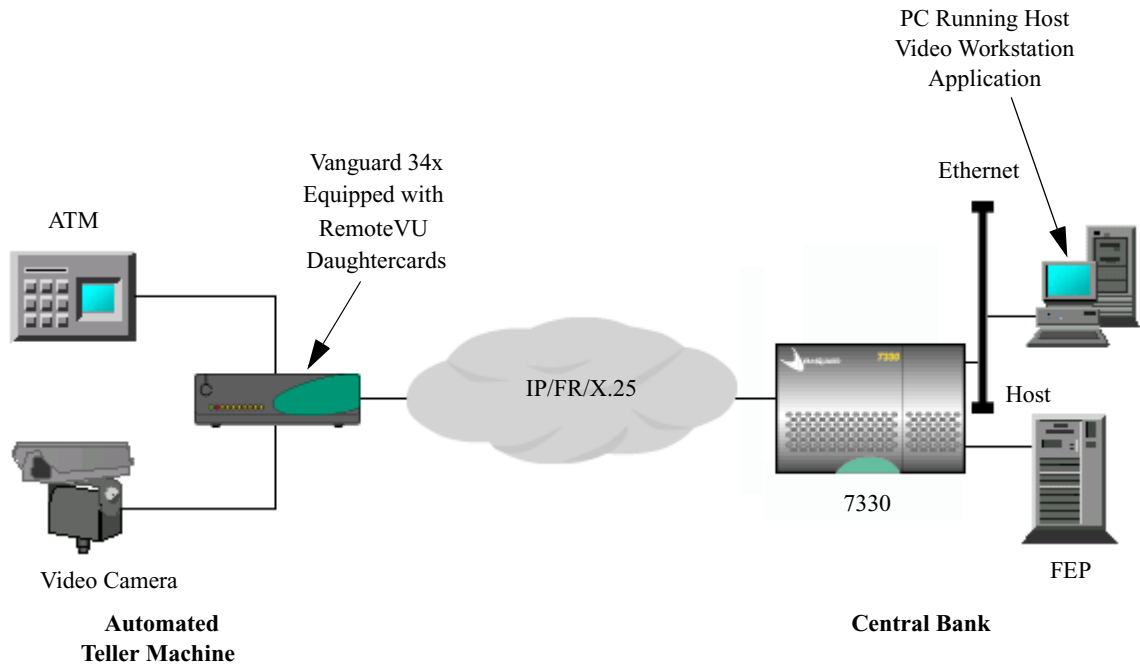 PC Running Host
Video Workstation
Application
Vanguard 34x
Equipped with
RemoteVU
Daughtercards
Ethernet
ATM
IP/FR/X.25
7330
Host
7330
Video Camera
FEP
Automated
Teller Machine
Central Bank